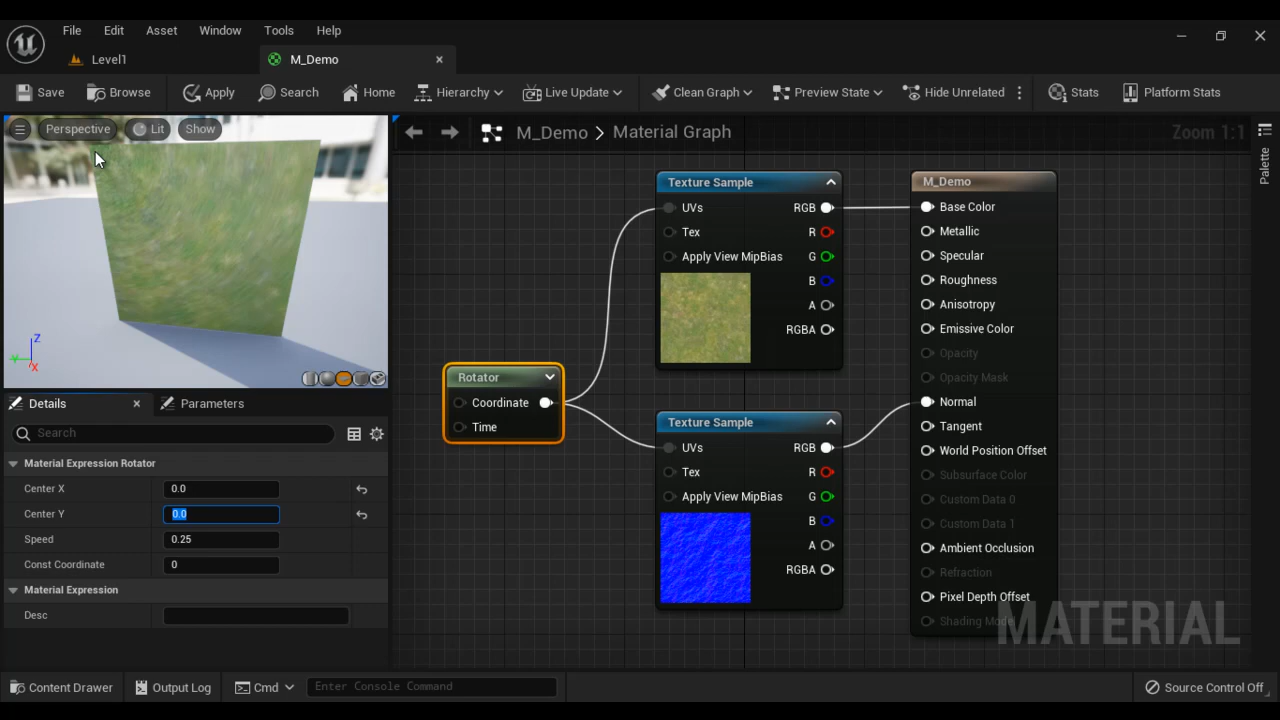 File Edit Asset Window Tools Help
Level1
M_Demo
Save Browse Apply Search Home Hierarchy Live Update Clean Graph Preview State Hide Unrelated Stats Platform Stats
Perspective Lit Show
M_Demo > Material Graph
Zoom 1:1
Palette
Z
Y
X
Texture Sample
UVs RGB
Tex R
Apply View MipBias G
B
A
RGBA
M_Demo
Base Color
Metallic
Specular
Roughness
Anisotropy
Emissive Color
Opacity
Opacity Mask
Normal
Tangent
World Position Offset
Subsurface Color
Custom Data 0
Custom Data 1
Ambient Occlusion
Refraction
Pixel Depth Offset
Shading Model
Rotator
Coordinate
Time
Texture Sample
UVs RGB
Tex R
Apply View MipBias G
B
A
RGBA
MATERIAL
Details Parameters
Search
Material Expression Rotator
Center X 0.0
Center Y 0.0
Speed 0.25
Const Coordinate 0
Material Expression
Desc
Content Drawer Output Log Cmd Enter Console Command Source Control Off